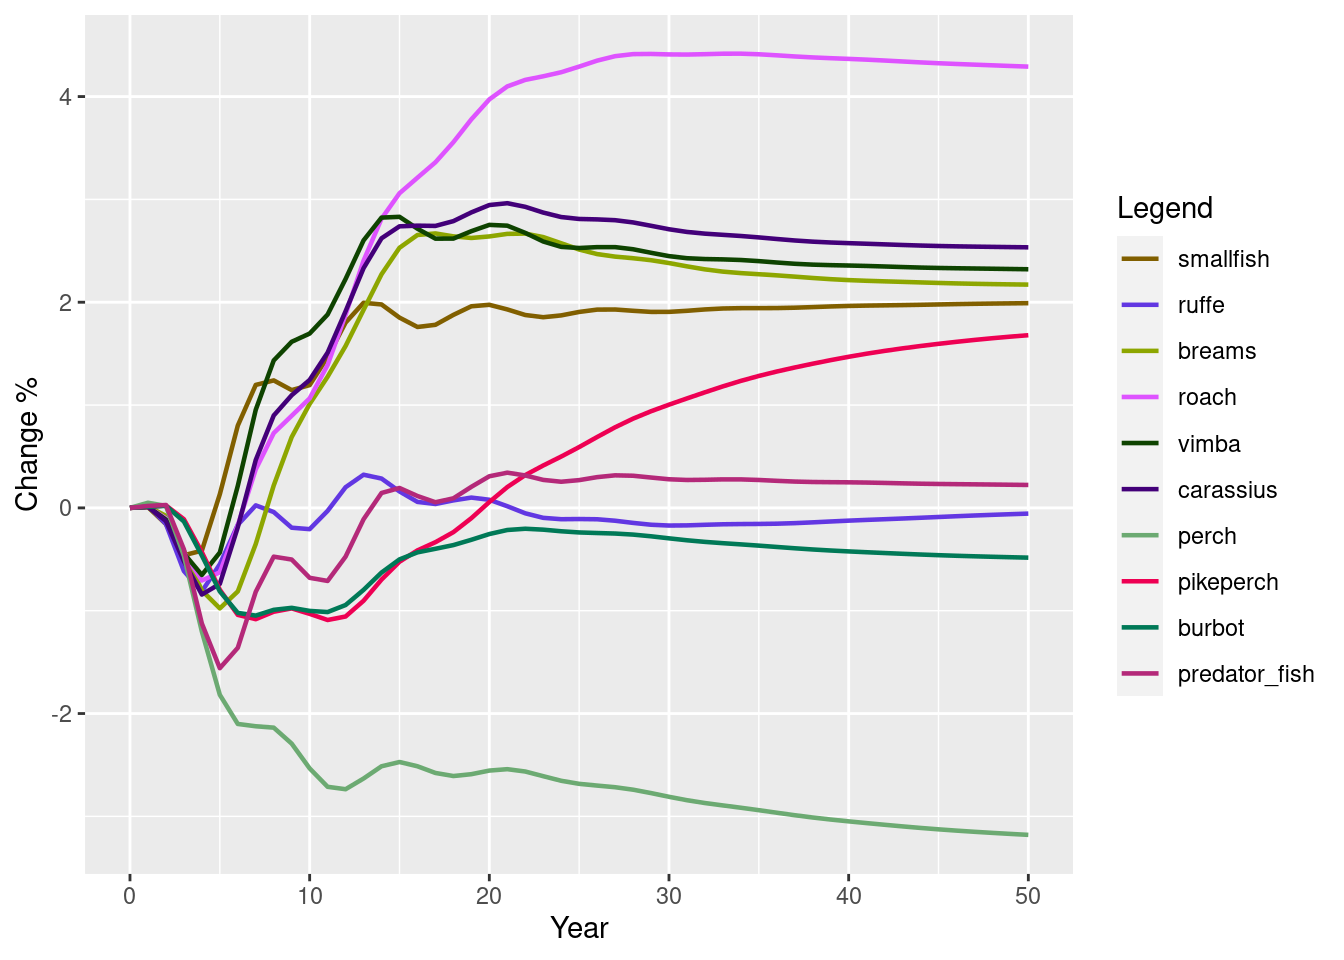 4
2
0
-2
Change %
0 10 20 30 40 50
Year
Legend
smallfish
ruffe
breams
roach
vimba
carassius
perch
pikeperch
burbot
predator_fish